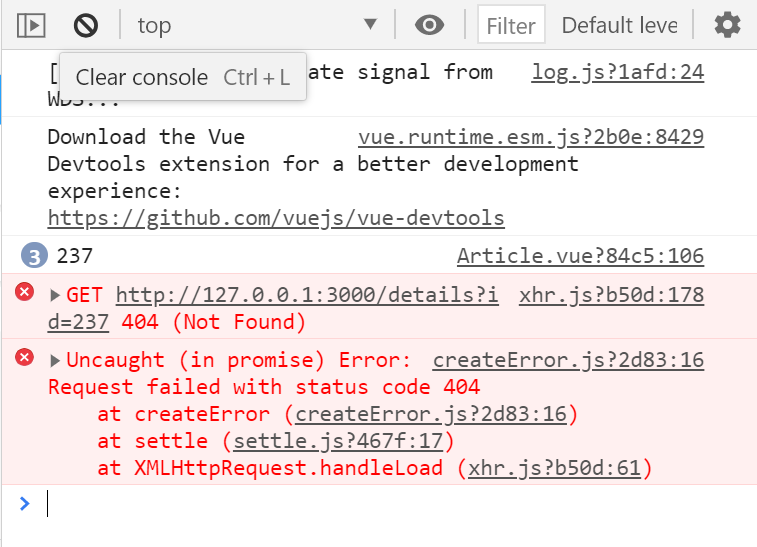 top
Filter
Default leve
Clear console Ctrl + L
[ ate signal from log.js?1afd:24
WDS...
Download the Vue vue.runtime.esm.js?2b0e:8429
Devtools extension for a better development
experience:
https://github.com/vuejs/vue-devtools
3 237 Article.vue?84c5:106
GET http://127.0.0.1:3000/details?i xhr.js?b50d:178
d=237 404 (Not Found)
Uncaught (in promise) Error: createError.js?2d83:16
Request failed with status code 404
at createError (createError.js?2d83:16)
at settle (settle.js?467f:17)
at XMLHttpRequest.handleLoad (xhr.js?b50d:61)